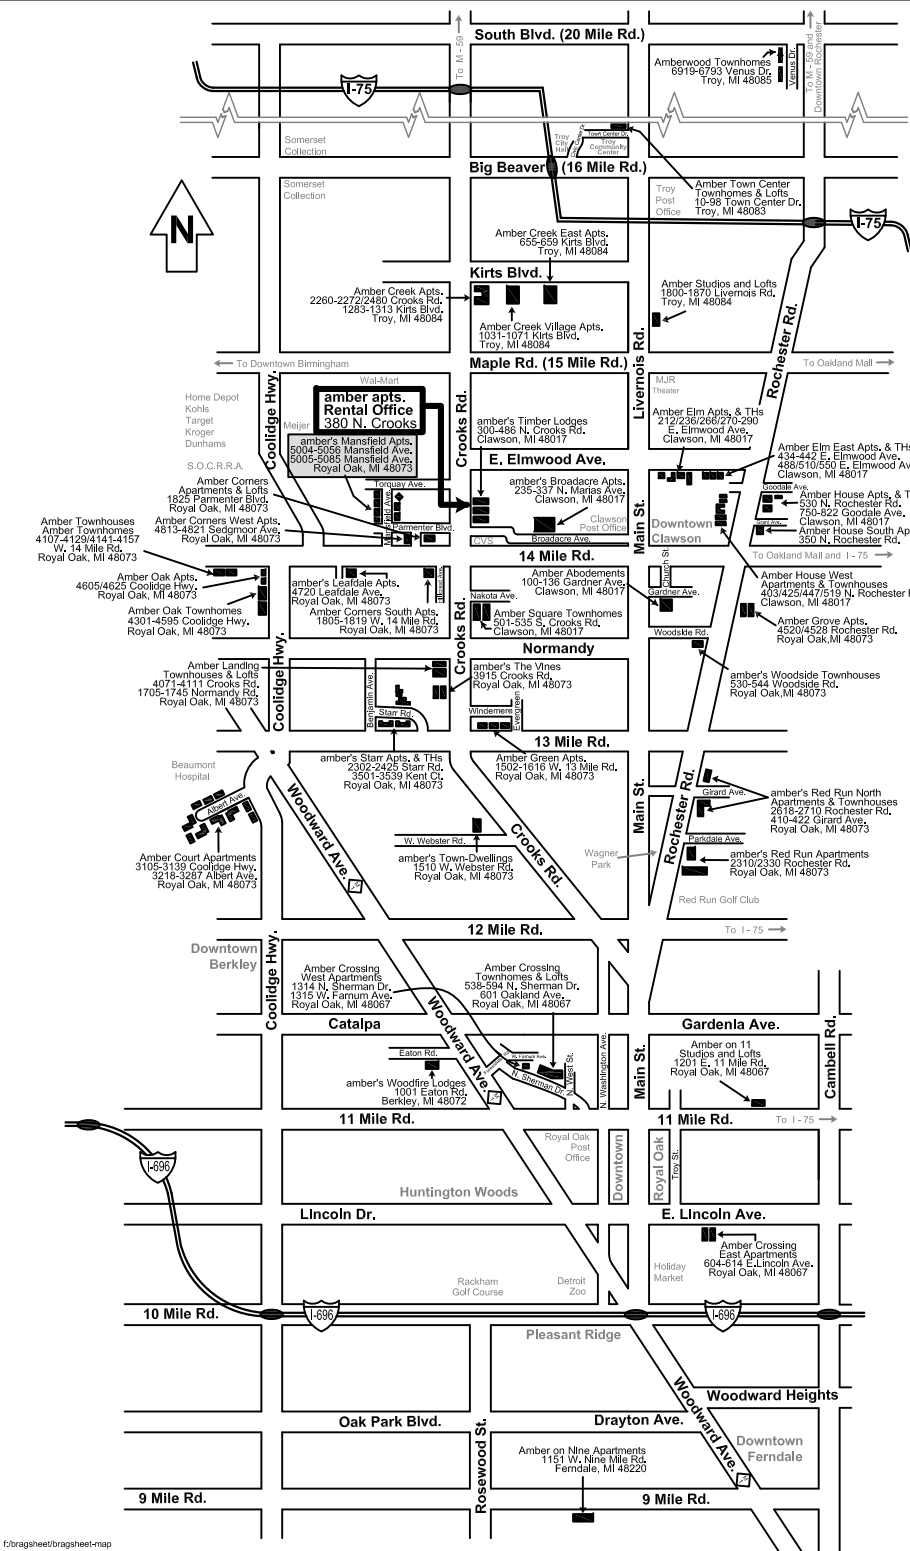 South Blvd. (20 Mile Rd.)
To M - 59
To M - 59 and
Downtown Rochester
Amberwood Townhomes
6919-6793 Venus Dr.
Troy, MI 48085
Venus Dr.
I-75
Somerset
Collection
Troy
City
Hall
Civic Center Dr.
Town Center Dr.
Troy
Community
Center
Big Beaver (16 Mile Rd.)
Somerset
Collection
Troy
Post
Office
Amber Town Center
Townhomes & Lofts
10-98 Town Center Dr.
Troy, MI 48083
N
I-75
Amber Creek East Apts.
655-659 Kirts Blvd.
Troy, MI 48084
Kirts Blvd.
Amber Creek Apts.
2260-2272/2480 Crooks Rd.
1283-1313 Kirts Blvd.
Troy, MI 48084
Amber Creek Village Apts.
1031-1071 Kirts Blvd.
Troy, MI 48084
Amber Studios and Lofts
1800-1870 Livernois Rd.
Troy, MI 48084
Livernois Rd.
Rochester Rd.
To Downtown Birmingham
Maple Rd. (15 Mile Rd.)
To Oakland Mall
Coolidge Hwy.
Wal-Mart
Crooks Rd.
MJR
Theater
Home Depot
Kohls
Target
Kroger
Dunhams
Meijer
amber apts.
Rental Office
380 N. Crooks
amber's Mansfield Apts.
5004-5056 Mansfield Ave.
5005-5085 Mansfield Ave.
Royal Oak, MI 48073
amber's Timber Lodges
300-486 N. Crooks Rd.
Clawson, MI 48017
Amber Elm Apts. & THs
212/236/266/270-290
E. Elmwood Ave.
Clawson, MI 48017
S.O.C.R.R.A.
E. Elmwood Ave.
Amber Elm East Apts. & THs
434-442 E. Elmwood Ave.
488/510/550 E. Elmwood Av
Clawson, MI 48017
Amber Corners
Apartments & Lofts
1825 Parmenter Blvd.
Royal Oak, MI 48073
Torquay Ave.
Mansfield Ave.
amber's Broadacre Apts.
235-337 N. Marias Ave.
Clawson, MI 48017
Goodale Ave.
Amber House Apts, & T
530 N. Rochester Rd.
750-822 Goodale Ave.
Clawson, MI 48017
Amber Townhouses
Amber Townhomes
4107-4129/4141-4157
W. 14 Mile Rd.
Royal Oak, MI 48073
Amber Corners West Apts.
4813-4821 Sedgmoor Ave.
Royal Oak, MI 48073
Parmenter Blvd.
CVS
Clawson
Post Office
Broadacre Ave.
Main St.
Downtown
Clawson
Grant Ave.
Amber House South Ap
350 N. Rochester Rd.
14 Mile Rd.
To Oakland Mall and I - 75
Amber Oak Apts.
4605/4625 Coolidge Hwy.
Royal Oak, MI 48073
amber's Leafdale Apts.
4720 Leafdale Ave.
Royal Oak, MI 48073
Amber Abodements
100-136 Gardner Ave.
Clawson, MI 48017
Church St.
Gardner Ave.
Amber House West
Apartments & Townhouses
403/425/447/519 N. Rochester
Clawson, MI 48017
Nakota Ave.
Amber Oak Townhomes
4301-4595 Coolidge Hwy.
Royal Oak, MI 48073
Amber Corners South Apts.
1805-1819 W. 14 Mile Rd.
Royal Oak, MI 48073
Crooks Rd.
Amber Square Townhomes
501-535 S. Crooks Rd.
Clawson, MI 48017
Amber Grove Apts.
4520/4528 Rochester Rd.
Royal Oak,MI 48073
Woodside Rd.
Coolidge Hwy.
Normandy
Amber Landing
Townhouses & Lofts
4071-4111 Crooks Rd.
1705-1745 Normandy Rd.
Royal Oak, MI 48073
amber's The Vines
3915 Crooks Rd.
Royal Oak, MI 48073
amber's Woodside Townhouses
530-544 Woodside Rd.
Royal Oak,MI 48073
Benjamin Ave.
Starr Rd.
Windemere
Evergreen
13 Mile Rd.
Beaumont
Hospital
amber's Starr Apts. & THs
2302-2425 Starr Rd.
3501-3539 Kent Ct.
Royal Oak, MI 48073
Amber Green Apts.
1502-1616 W. 13 Mile Rd.
Royal Oak, MI 48073
Main St.
Rochester Rd.
Girard Ave.
amber's Red Run North
Apartments & Townhouses
2618-2710 Rochester Rd.
410-422 Girard Ave.
Royal Oak, MI 48073
Albert Ave.
Woodward Ave.
Crooks Rd.
W. Webster Rd.
Parkdale Ave.
Amber Court Apartments
3105-3139 Coolidge Hwy.
3218-3287 Albert Ave.
Royal Oak, MI 48073
amber's Town-Dwellings
1510 W. Webster Rd.
Royal Oak, MI 48073
Wagner
Park
amber's Red Run Apartments
2310/2330 Rochester Rd.
Royal Oak, MI 48073
Red Run Golf Club
12 Mile Rd.
To I - 75
Downtown
Berkley
Coolidge Hwy.
Amber Crossing
West Apartments
1314 N. Sherman Dr.
1315 W. Farnum Ave.
Royal Oak, MI 48067
Amber Crossing
Townhomes & Lofts
538-594 N. Sherman Dr.
601 Oakland Ave.
Royal Oak, MI 48067
Catalpa
Woodward Ave.
Gardenia Ave.
Cambell Rd.
Eaton Rd.
W. Farnum Ave.
N. Sherman Dr.
N. West St.
N. Washington Ave.
Main St.
Amber on 11
Studios and Lofts
1201 E. 11 Mile Rd.
Royal Oak, MI 48067
amber's Woodfire Lodges
1001 Eaton Rd.
Berkley, MI 48072
11 Mile Rd.
11 Mile Rd.
To I - 75
I-696
Royal Oak
Post
Office
Downtown
Royal Oak
Troy St.
Huntington Woods
Lincoln Dr.
E. Lincoln Ave.
Amber Crossing
East Apartments
604-614 E.Lincoln Ave.
Royal Oak, MI 48067
Holiday
Market
Rackham
Golf Course
Detroit
Zoo
10 Mile Rd.
I-696
I-696
Pleasant Ridge
Woodward Ave.
Woodward Heights
Oak Park Blvd.
Drayton Ave.
Rosewood St.
Downtown
Ferndale
Amber on Nine Apartments
1151 W. Nine Mile Rd.
Ferndale, MI 48220
9 Mile Rd.
9 Mile Rd.
f:/bragsheet/bragsheet-map